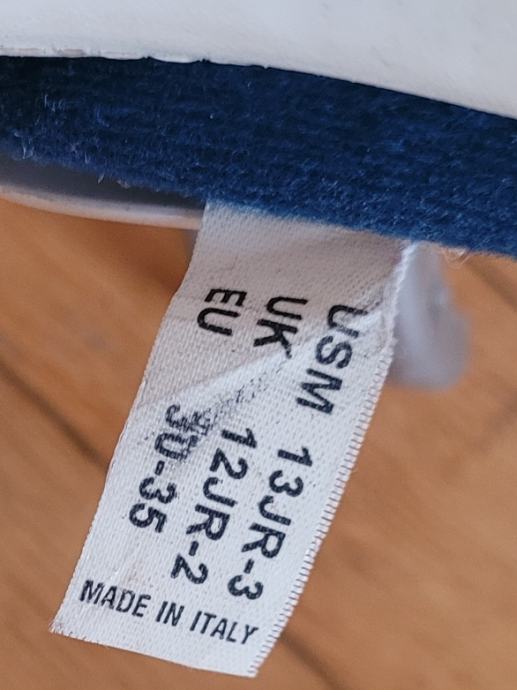 USM 13JR-3
UK 12JR-2
EU 30-35
MADE IN ITALY